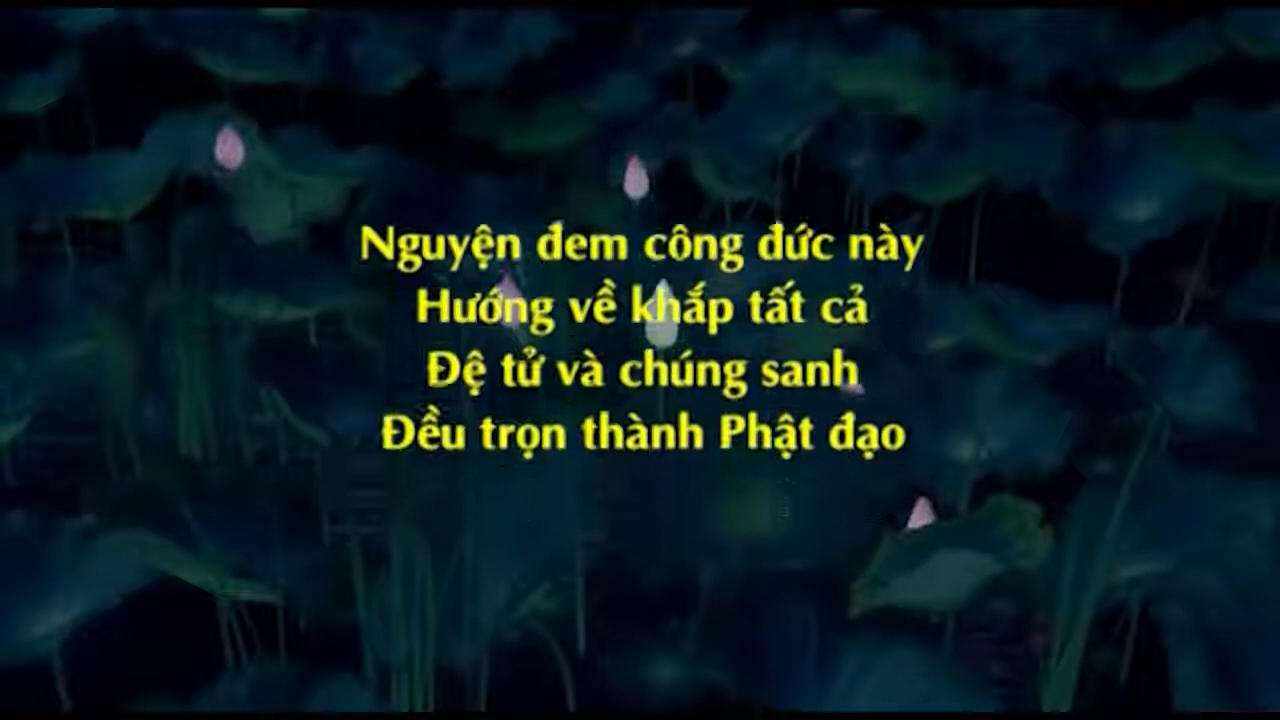 Nguyện đem công đức này
Hướng về khắp tất cả
Đệ tử và chúng sanh
Đều trọn thành Phật đạo